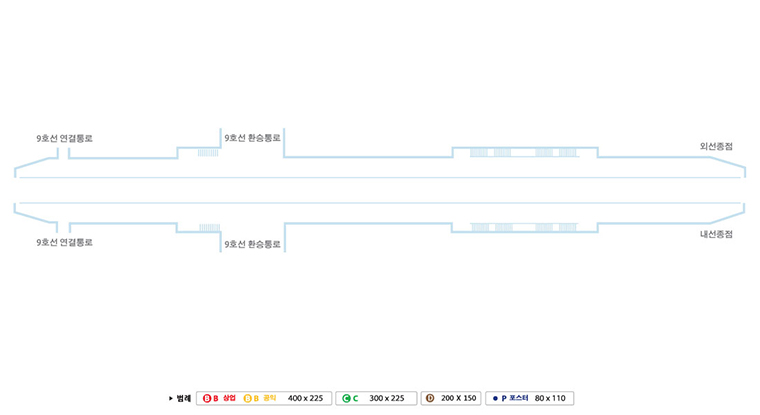 9호선 연결통로
9호선 환승통로
외선종점
9호선 연결통로
9호선 환승통로
내선종점
▶ 범례 B B 상업 B B 공익 400 x 225 C C 300 x 225 D 200 X 150 ● P 포스터 80 x 110